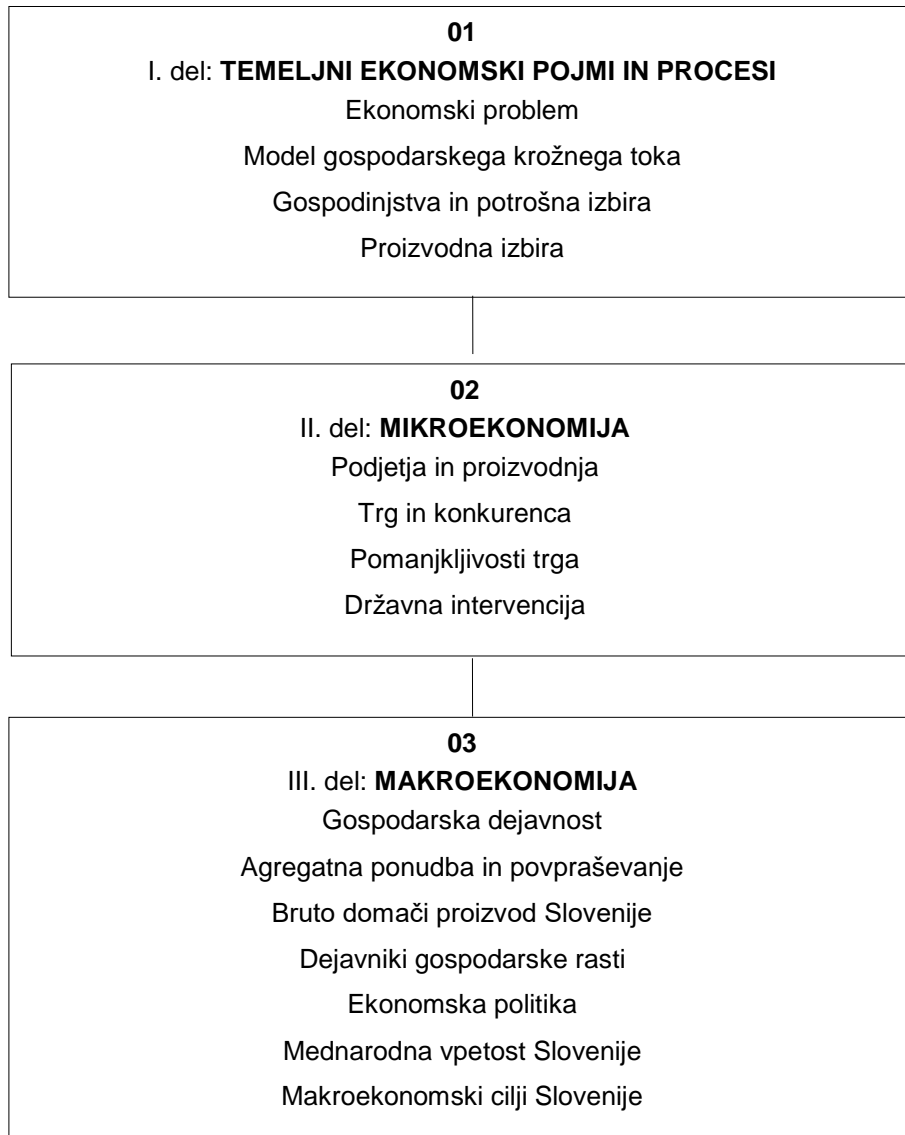 01
I. del: TEMELJNI EKONOMSKI POJMI IN PROCESI
Ekonomski problem
Model gospodarskega krožnega toka
Gospodinjstva in potrošna izbira
Proizvodna izbira
02
II. del: MIKROEKONOMIJA
Podjetja in proizvodnja
Trg in konkurenca
Pomanjkljivosti trga
Državna intervencija
03
III. del: MAKROEKONOMIJA
Gospodarska dejavnost
Agregatna ponudba in povpraševanje
Bruto domači proizvod Slovenije
Dejavniki gospodarske rasti
Ekonomska politika
Mednarodna vpetost Slovenije
Makroekonomski cilji Slovenije